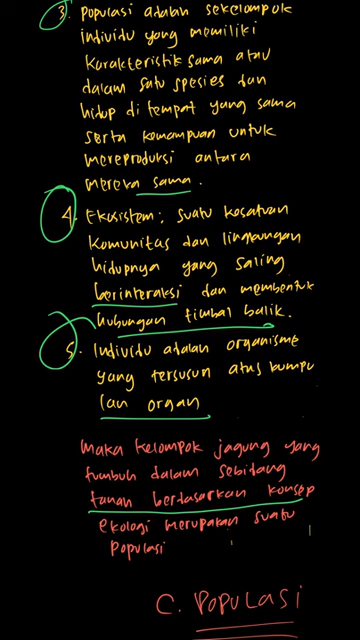 3. Populasi adalah sekelompok
individu yang memiliki
karakteristik sama atau
dalam satu spesies dan
hidup di tempat yang sama
serta kemampuan untuk
mereproduksi antara
mereka sama.
4. Ekosistem; suatu kesatuan
komunitas dan lingkungan
hidupnya yang saling
berinteraksi dan membentuk
hubungan timbal balik.
5. Individu adalah organisme
yang tersusun atas kumpu
lan organ
maka kelompok jagung yang
tumbuh dalam sebidang
tanah berdasarkan konsep
ekologi merupakan suatu
populasi
C. POPULASI